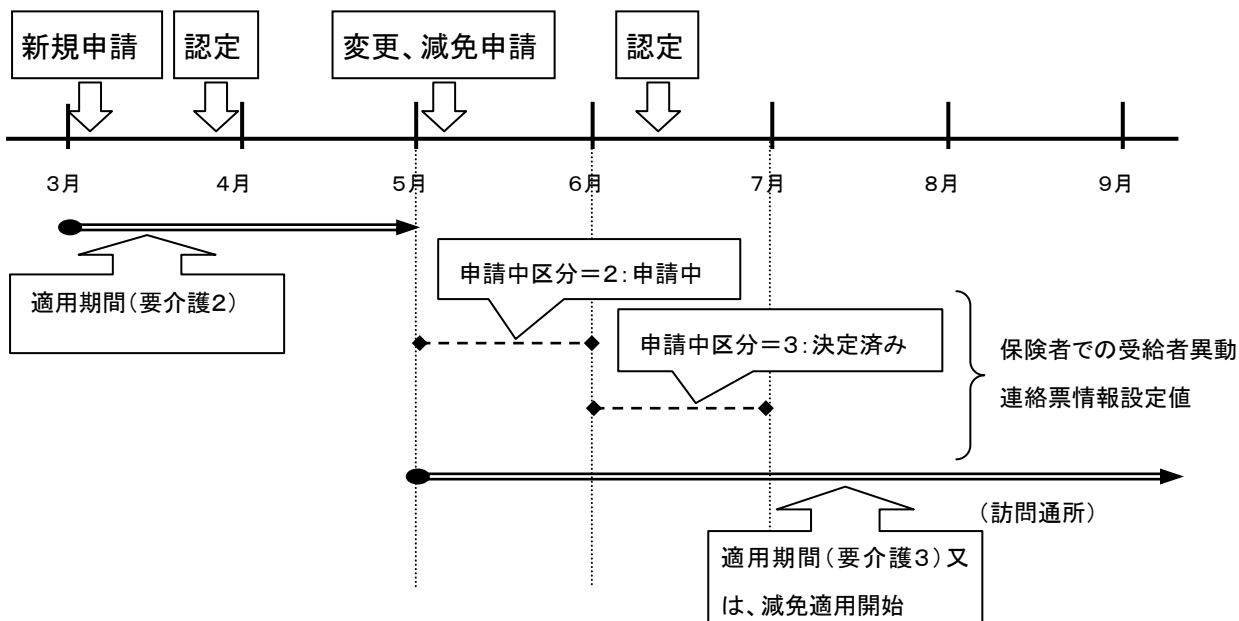 新規申請
認定
変更、減免申請
認定
3月
4月
5月
6月
7月
8月
9月
適用期間(要介護2)
申請中区分=2:申請中
申請中区分=3:決定済み
保険者での受給者異動
連絡票情報設定値
(訪問通所)
適用期間(要介護3)又
は、減免適用開始